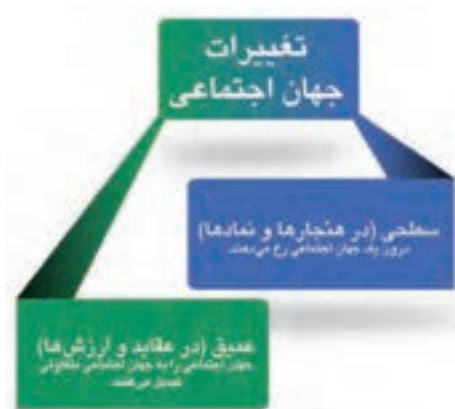 تغییرات
جهان اجتماعی
سطحی (در هنجارها و نمادها)
درون یک جهان اجتماعی رخ می‌دهند.
عمیق (در عقاید و ارزش‌ها)
جهان اجتماعی را به جهان اجتماعی متفاوتی
تبدیل می‌کنند.